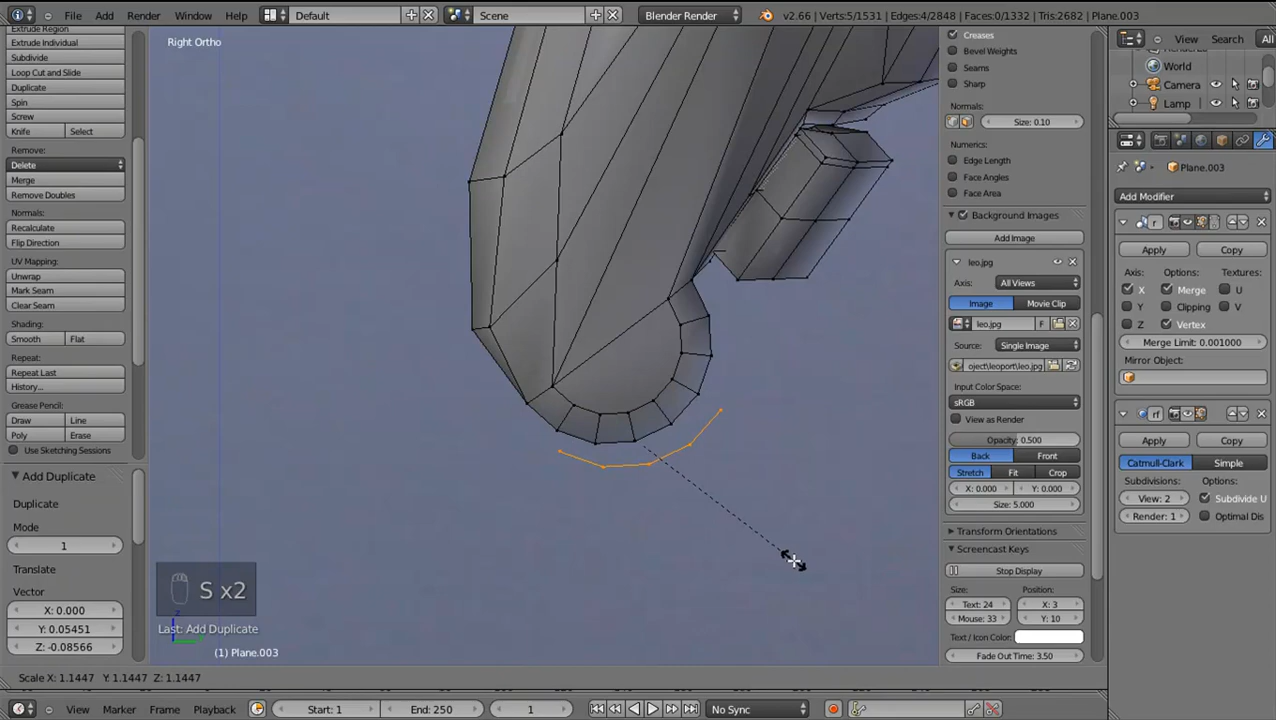 File Add Render Window Help Default Scene Blender Render v2.66 | Verts:5/1531 | Edges:4/2848 | Faces:0/1332 | Tris:2682 | Plane.003
Right Ortho
Extrude Region
Extrude Individual
Subdivide
Loop Cut and Slide
Duplicate
Spin
Screw
Knife Select
Remove:
Delete
Merge
Remove Doubles
Normals:
Recalculate
Flip Direction
UV Mapping:
Unwrap
Mark Seam
Clear Seam
Shading:
Smooth Flat
Repeat:
Repeat Last
History...
Grease Pencil:
Draw Line
Poly Erase
Use Sketching Sessions
Add Duplicate
Duplicate
Mode
1
Translate
Vector
X: 0.000
Y: 0.05451
Z: -0.08566
S x2
Last: Add Duplicate
(1) Plane.003
Creases
Bevel Weights
Seams
Sharp
Normals:
Size: 0.10
Numerics:
Edge Length
Face Angles
Face Area
Background Images
Add Image
leo.jpg
Axis: All Views
Image Movie Clip
leo.jpg F
Source: Single Image
oject\leoport\leo.jpg
Input Color Space:
sRGB
View as Render
Opacity: 0.500
Back Front
Stretch Fit Crop
X: 0.000 Y: 0.000
Size: 5.000
Transform Orientations
Screencast Keys
Stop Display
Size: Position:
Text: 24 X: 3
Mouse: 33 Y: 10
Text / Icon Color:
Fade Out Time: 3.50
View Search All
World
Camera
Lamp
Plane.003
Add Modifier
Apply Copy
Axis: Options: Textures:
X Merge U
Y Clipping V
Z Vertex
Merge Limit: 0.001000
Mirror Object:
rf
Apply Copy
Catmull-Clark Simple
Subdivisions: Options:
View: 2 Subdivide U
Render: 1 Optimal Dis
Scale X: 1.1447 Y: 1.1447 Z: 1.1447
View Marker Frame Playback Start: 1 End: 250 1 No Sync